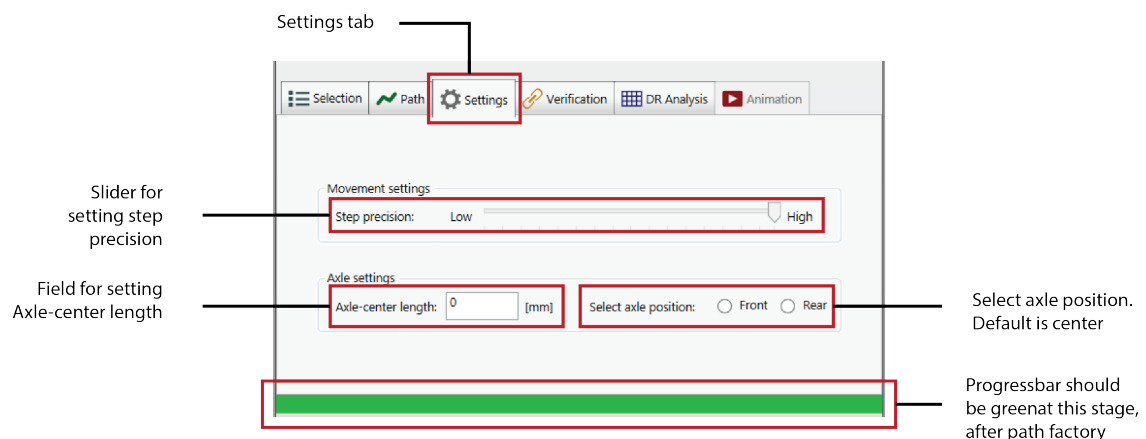 Settings tab
Selection Path Settings Verification DR Analysis Animation
Slider for
setting step
precision
Movement settings
Step precision: Low High
Field for setting
Axle-center length
Axle settings
Axle-center length: 0 [mm] Select axle position: Front Rear
Select axle position.
Default is center
Progressbar should
be greenat this stage,
after path factory